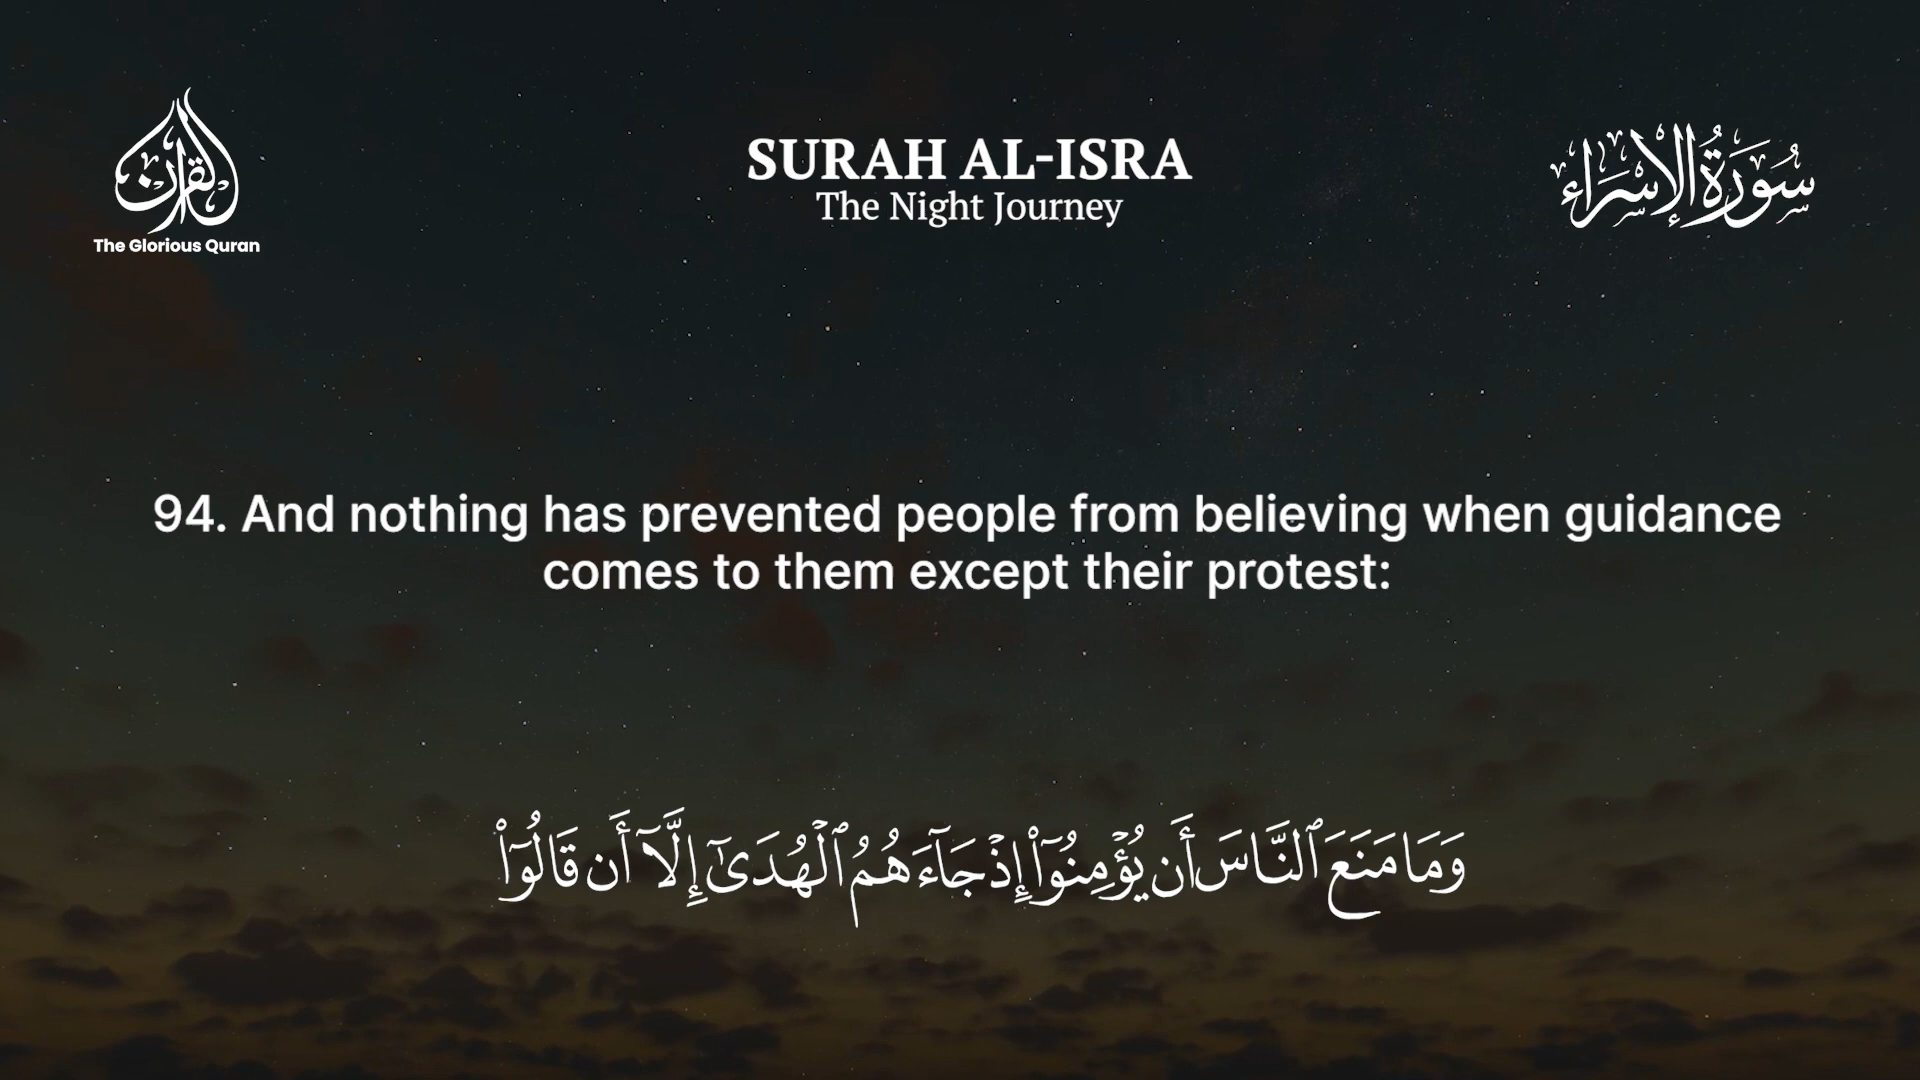 القرآن
The Glorious Quran
SURAH AL-ISRA
The Night Journey
سُورَةُ الإِسْرَاء
94. And nothing has prevented people from believing when guidance
comes to them except their protest:
وَمَا مَنَعَ ٱلنَّاسَ أَن يُؤْمِنُوٓا۟ إِذْ جَآءَهُمُ ٱلْهُدَىٰٓ إِلَّآ أَن قَالُوٓا۟